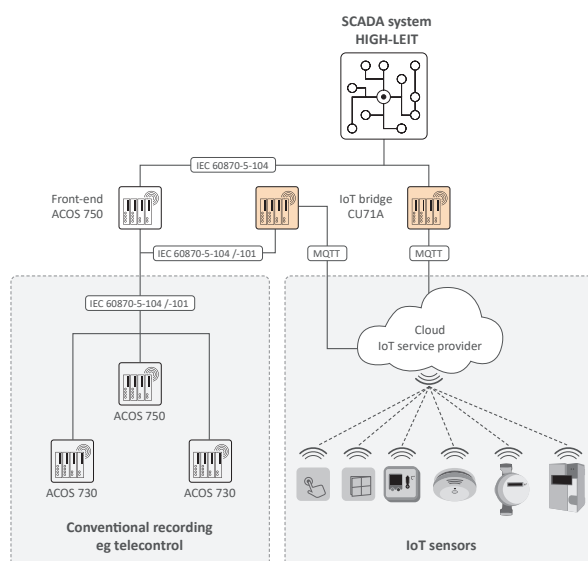 SCADA system
HIGH-LEIT
IEC 60870-5-104
Front-end
ACOS 750
IoT bridge
CU71A
IEC 60870-5-104 /-101
MQTT
MQTT
IEC 60870-5-104 /-101
Cloud
IoT service provider
ACOS 750
ACOS 730
ACOS 730
Conventional recording
eg telecontrol
IoT sensors